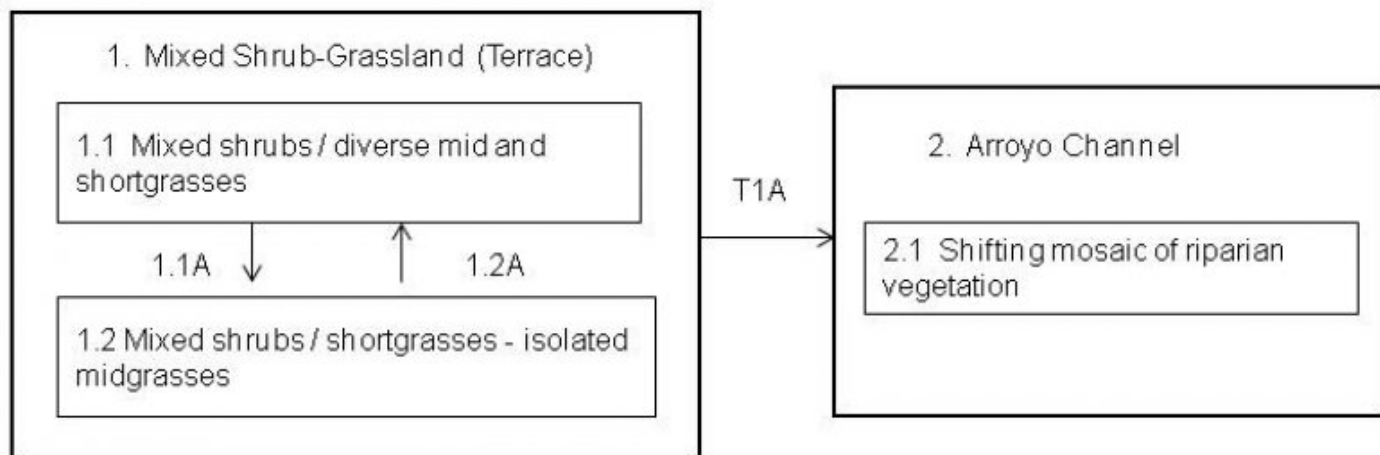 1. Mixed Shrub-Grassland (Terrace)
1.1 Mixed shrubs / diverse mid and
shortgrasses
1.1A
1.2A
1.2 Mixed shrubs / shortgrasses - isolated
midgrasses
T1A
2. Arroyo Channel
2.1 Shifting mosaic of riparian
vegetation